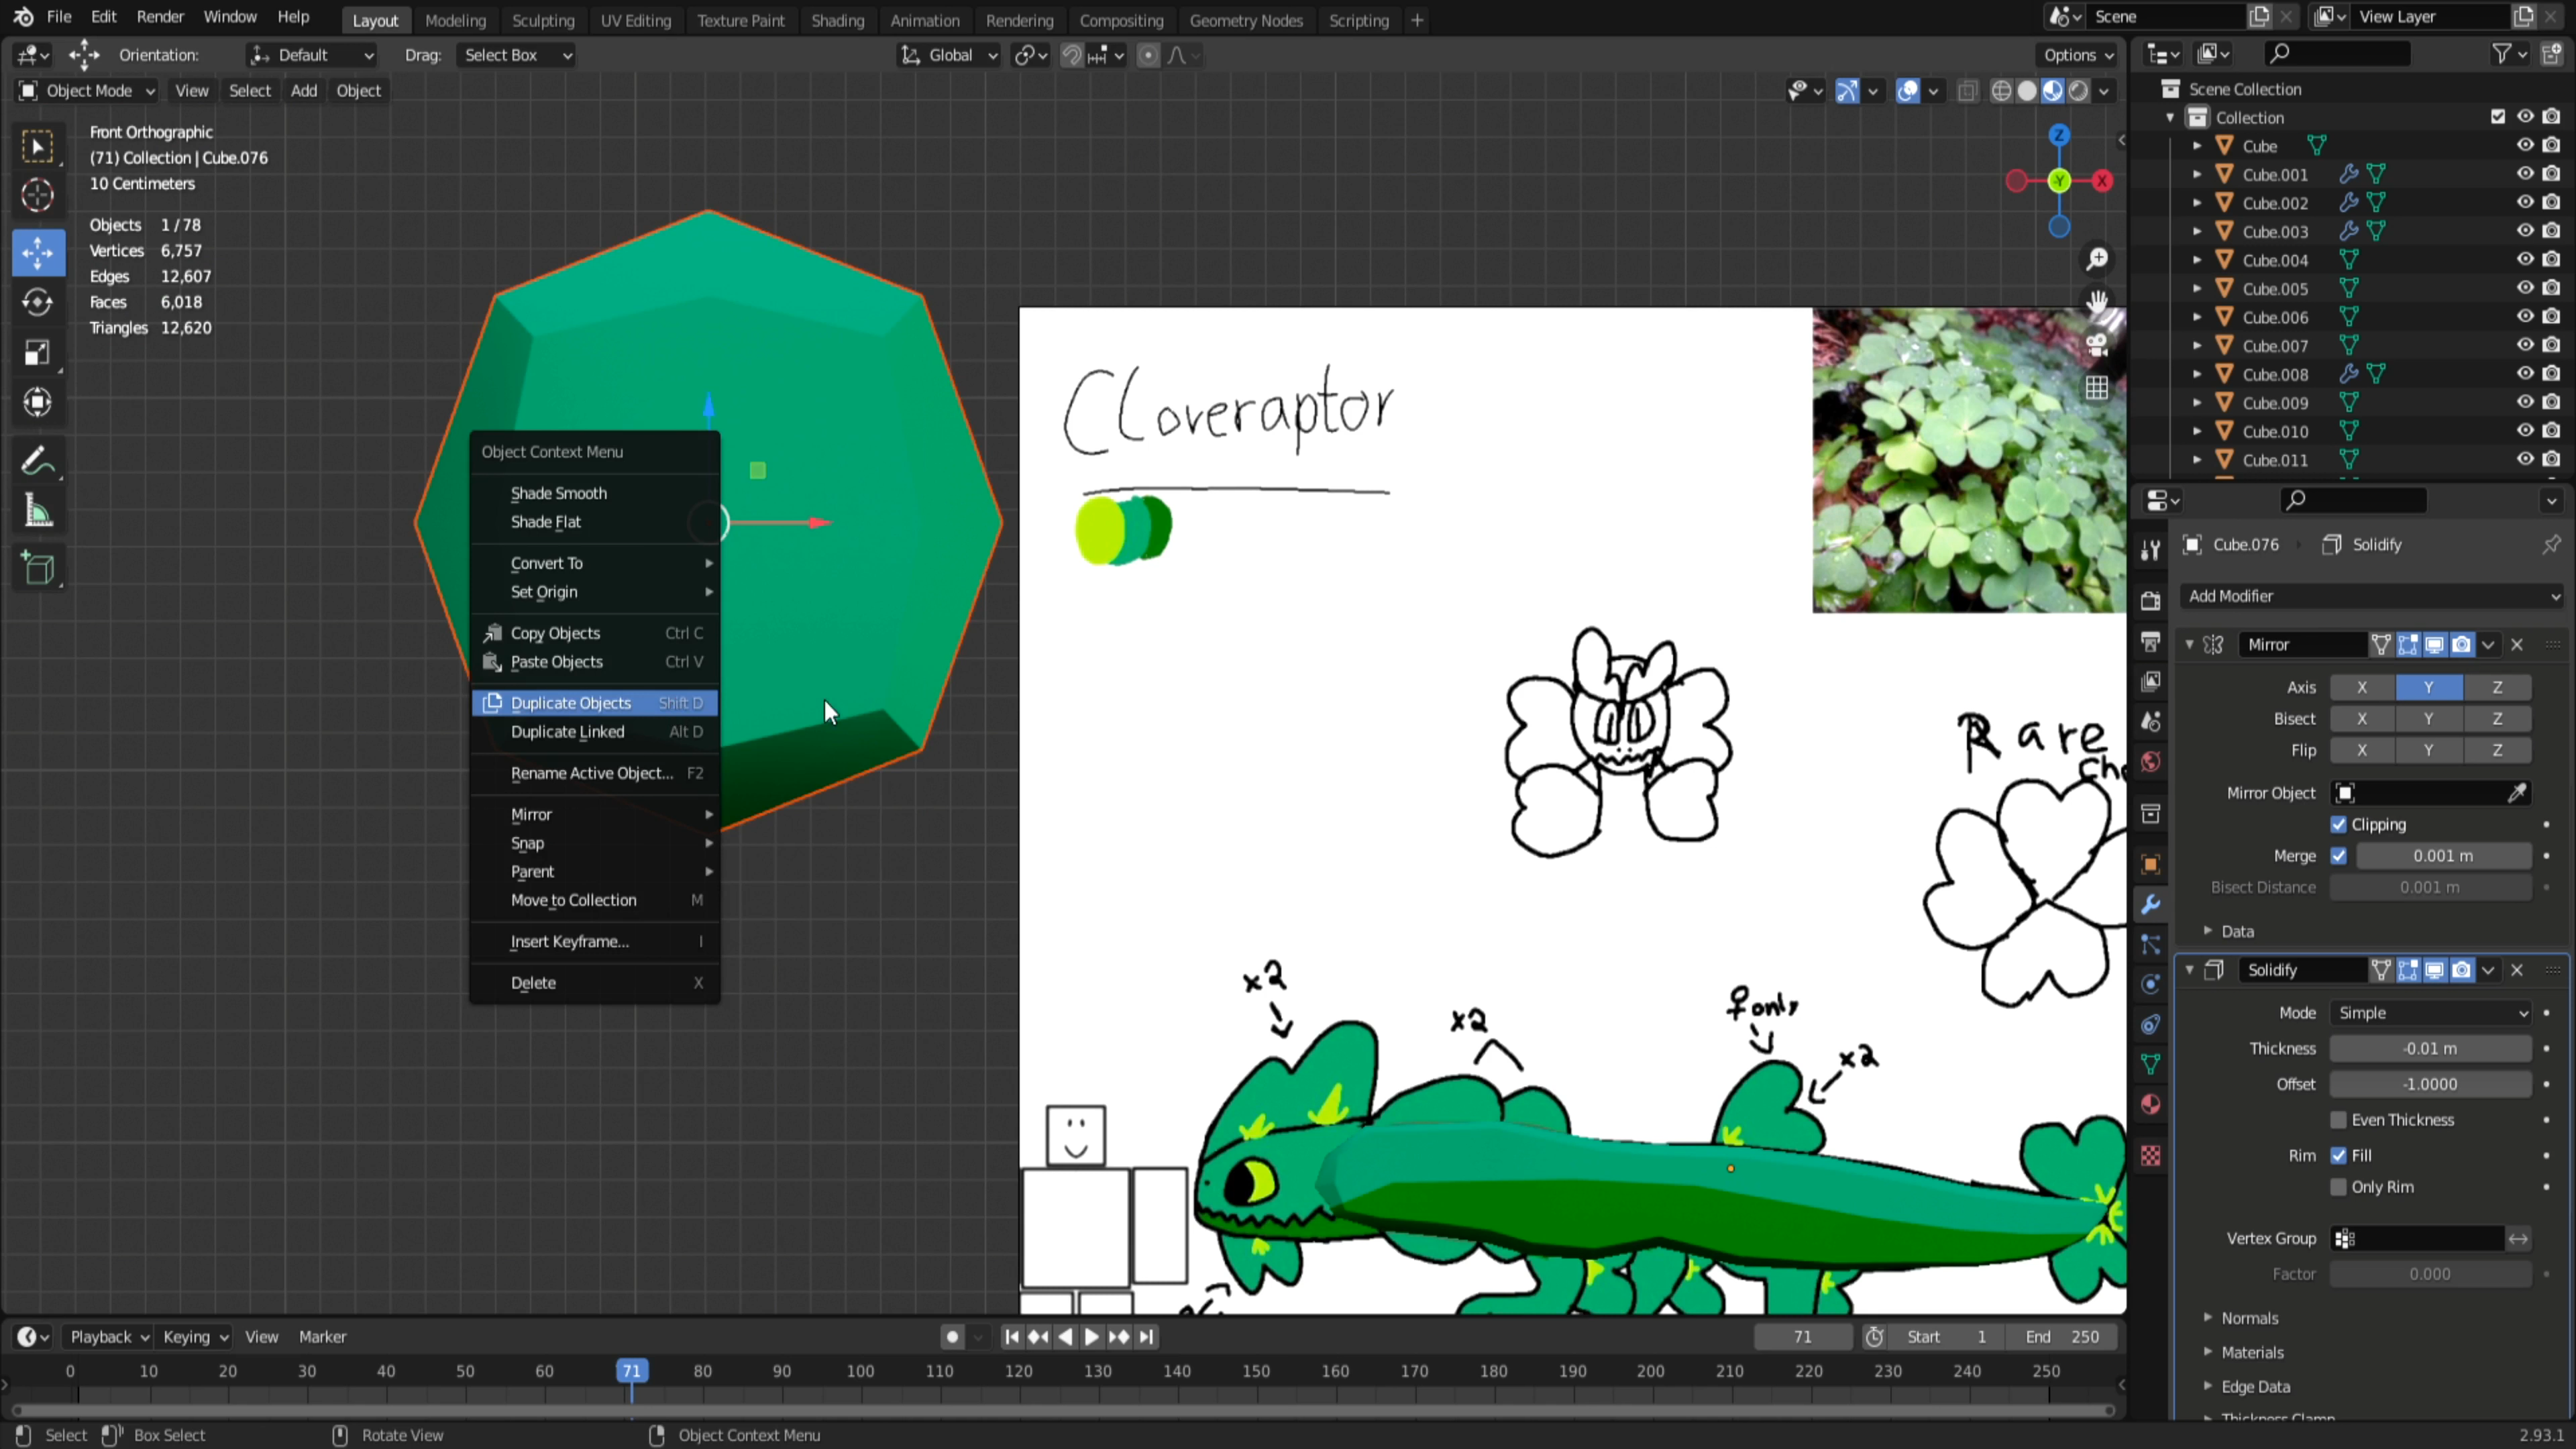 File Edit Render Window Help Layout Modeling Sculpting UV Editing Texture Paint Shading Animation Rendering Compositing Geometry Nodes Scripting + Scene View Layer
Orientation: Default Drag: Select Box Global Options
Object Mode View Select Add Object
Front Orthographic
(71) Collection | Cube.076
10 Centimeters
Objects 1 / 78
Vertices 6,757
Edges 12,607
Faces 6,018
Triangles 12,620
Z
Y
X
Object Context Menu
Shade Smooth
Shade Flat
Convert To
Set Origin
Copy Objects Ctrl C
Paste Objects Ctrl V
Duplicate Objects Shift D
Duplicate Linked Alt D
Rename Active Object... F2
Mirror
Snap
Parent
Move to Collection M
Insert Keyframe... I
Delete X
Cloveraptor
Rare
x2
x2
♀only
x2
Scene Collection
Collection
Cube
Cube.001
Cube.002
Cube.003
Cube.004
Cube.005
Cube.006
Cube.007
Cube.008
Cube.009
Cube.010
Cube.011
Cube.076 Solidify
Add Modifier
Mirror
Axis X Y Z
Bisect X Y Z
Flip X Y Z
Mirror Object
Clipping
Merge 0.001 m
Bisect Distance 0.001 m
Data
Solidify
Mode Simple
Thickness -0.01 m
Offset -1.0000
Even Thickness
Rim Fill
Only Rim
Vertex Group
Factor 0.000
Normals
Materials
Edge Data
Thickness Clamp
Playback Keying View Marker 71 Start 1 End 250
0 10 20 30 40 50 60 71 80 90 100 110 120 130 140 150 160 170 180 190 200 210 220 230 240 250
Select Box Select Rotate View Object Context Menu 2.93.1